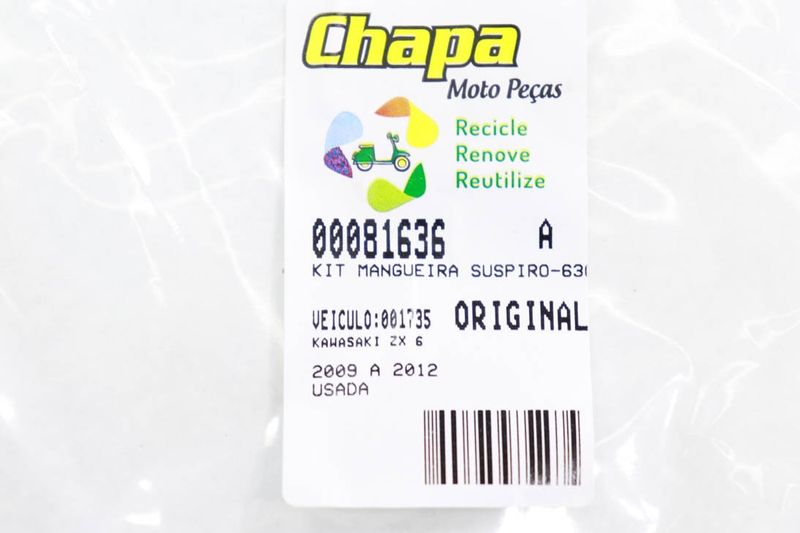 Chapa
Moto Peças
Recicle
Renove
Reutilize
00081636 A
KIT MANGUEIRA SUSPIRO-630
VEICULO:001735 ORIGINAL
KAWASAKI ZX 6
2009 A 2012
USADA